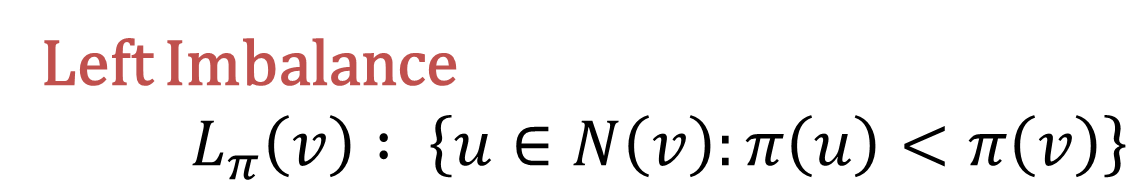 Left Imbalance
L_π(v) : {u ∈ N(v): π(u) < π(v)}